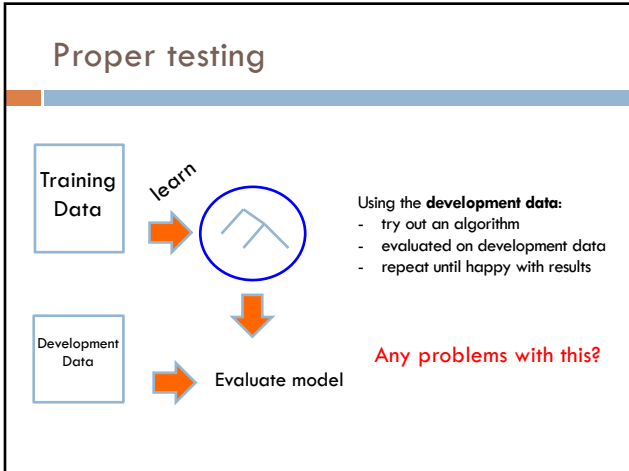 Proper testing
Training
Data
learn
Using the development data:
- try out an algorithm
- evaluated on development data
- repeat until happy with results
Development
Data
Evaluate model
Any problems with this?